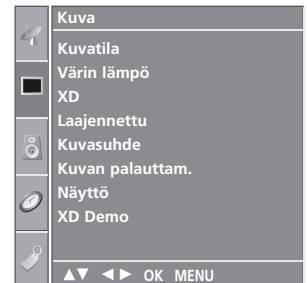 Kuva
Kuvatila
Värin lämpö
XD
Laajennettu
Kuvasuhde
Kuvan palauttam.
Näyttö
XD Demo
▲▼ ◄► OK MENU